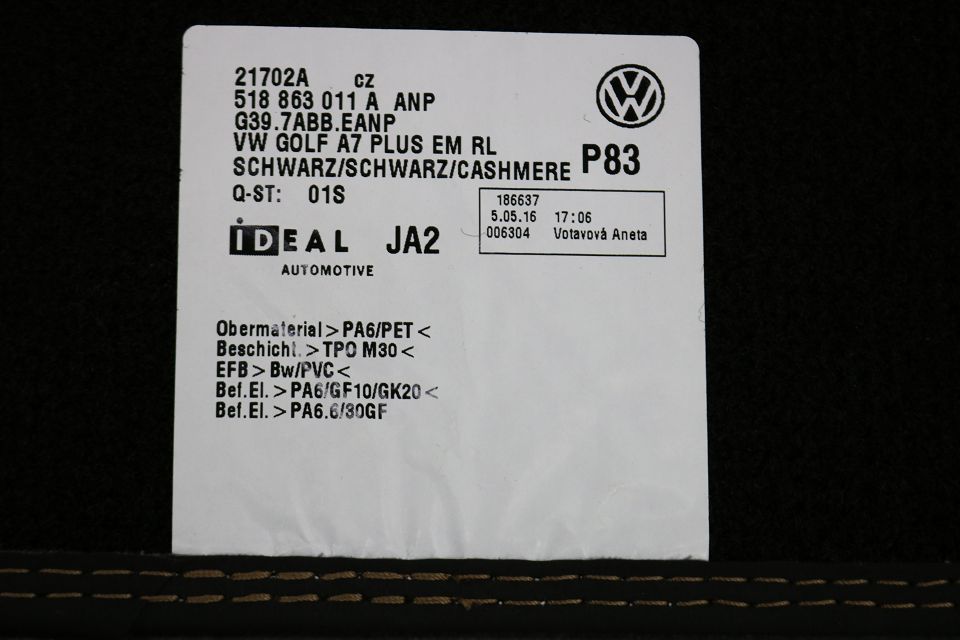 21702A cz
518 863 011 A ANP
G39.7ABB.EANP
VW GOLF A7 PLUS EM RL
SCHWARZ/SCHWARZ/CASHMERE P83
Q-ST: 01S
186637
5.05.16 17:06
006304 Votavová Aneta
iDEAL JA2
AUTOMOTIVE
Obermaterial>PA6/PET<
Beschicht.>TPO M30<
EFB>Bw/PVC<
Bef.El.>PA6/GF10/GK20<
Bef.El.>PA6.6/30GF